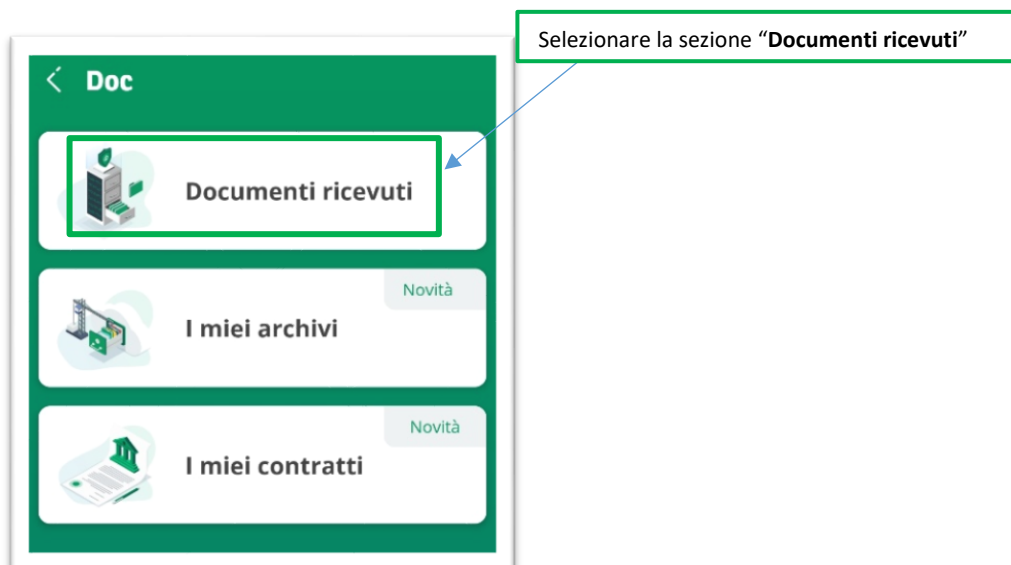 Selezionare la sezione “Documenti ricevuti”
Doc
Documenti ricevuti
Novità
I miei archivi
Novità
I miei contratti